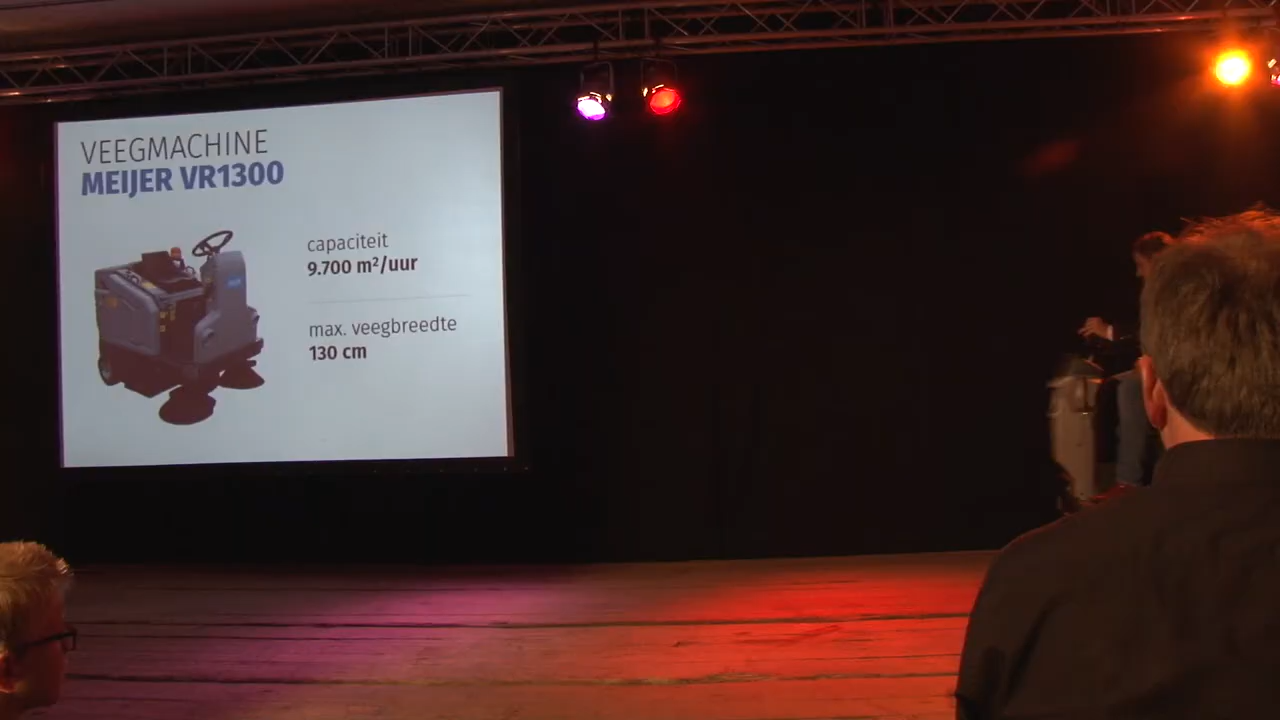 VEEGMACHINE
MEIJER VR1300
capaciteit
9.700 m²/uur
max. veegbreedte
130 cm